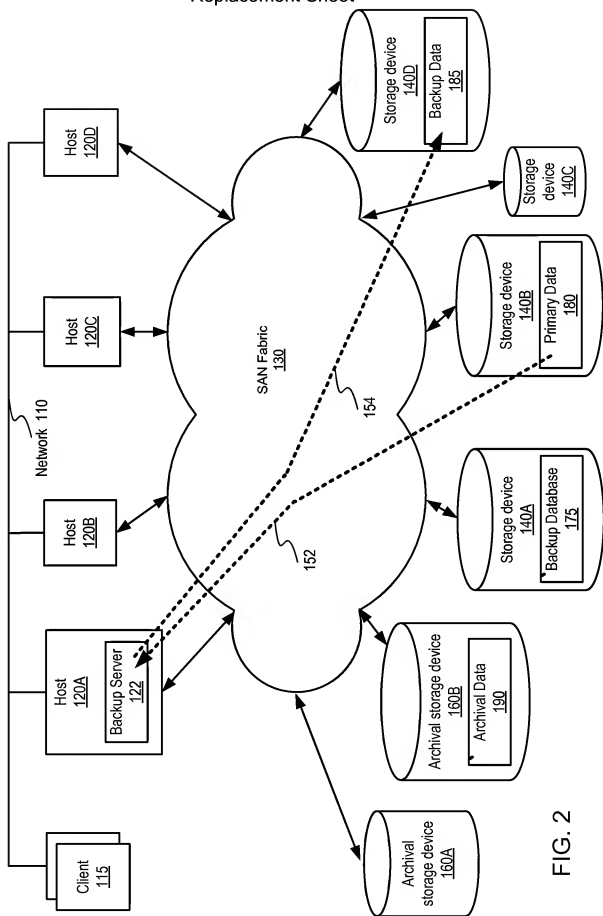 Replacement Sheet
Client
115
Host
120A
Backup Server
122
Host
120B
Network 110
Host
120C
Host
120D
SAN Fabric
130
152
154
Archival
storage device
160A
Archival storage device
160B
Archival Data
190
Storage device
140A
Backup Database
175
Storage device
140B
Primary Data
180
Storage
device
140C
Storage device
140D
Backup Data
185
FIG. 2